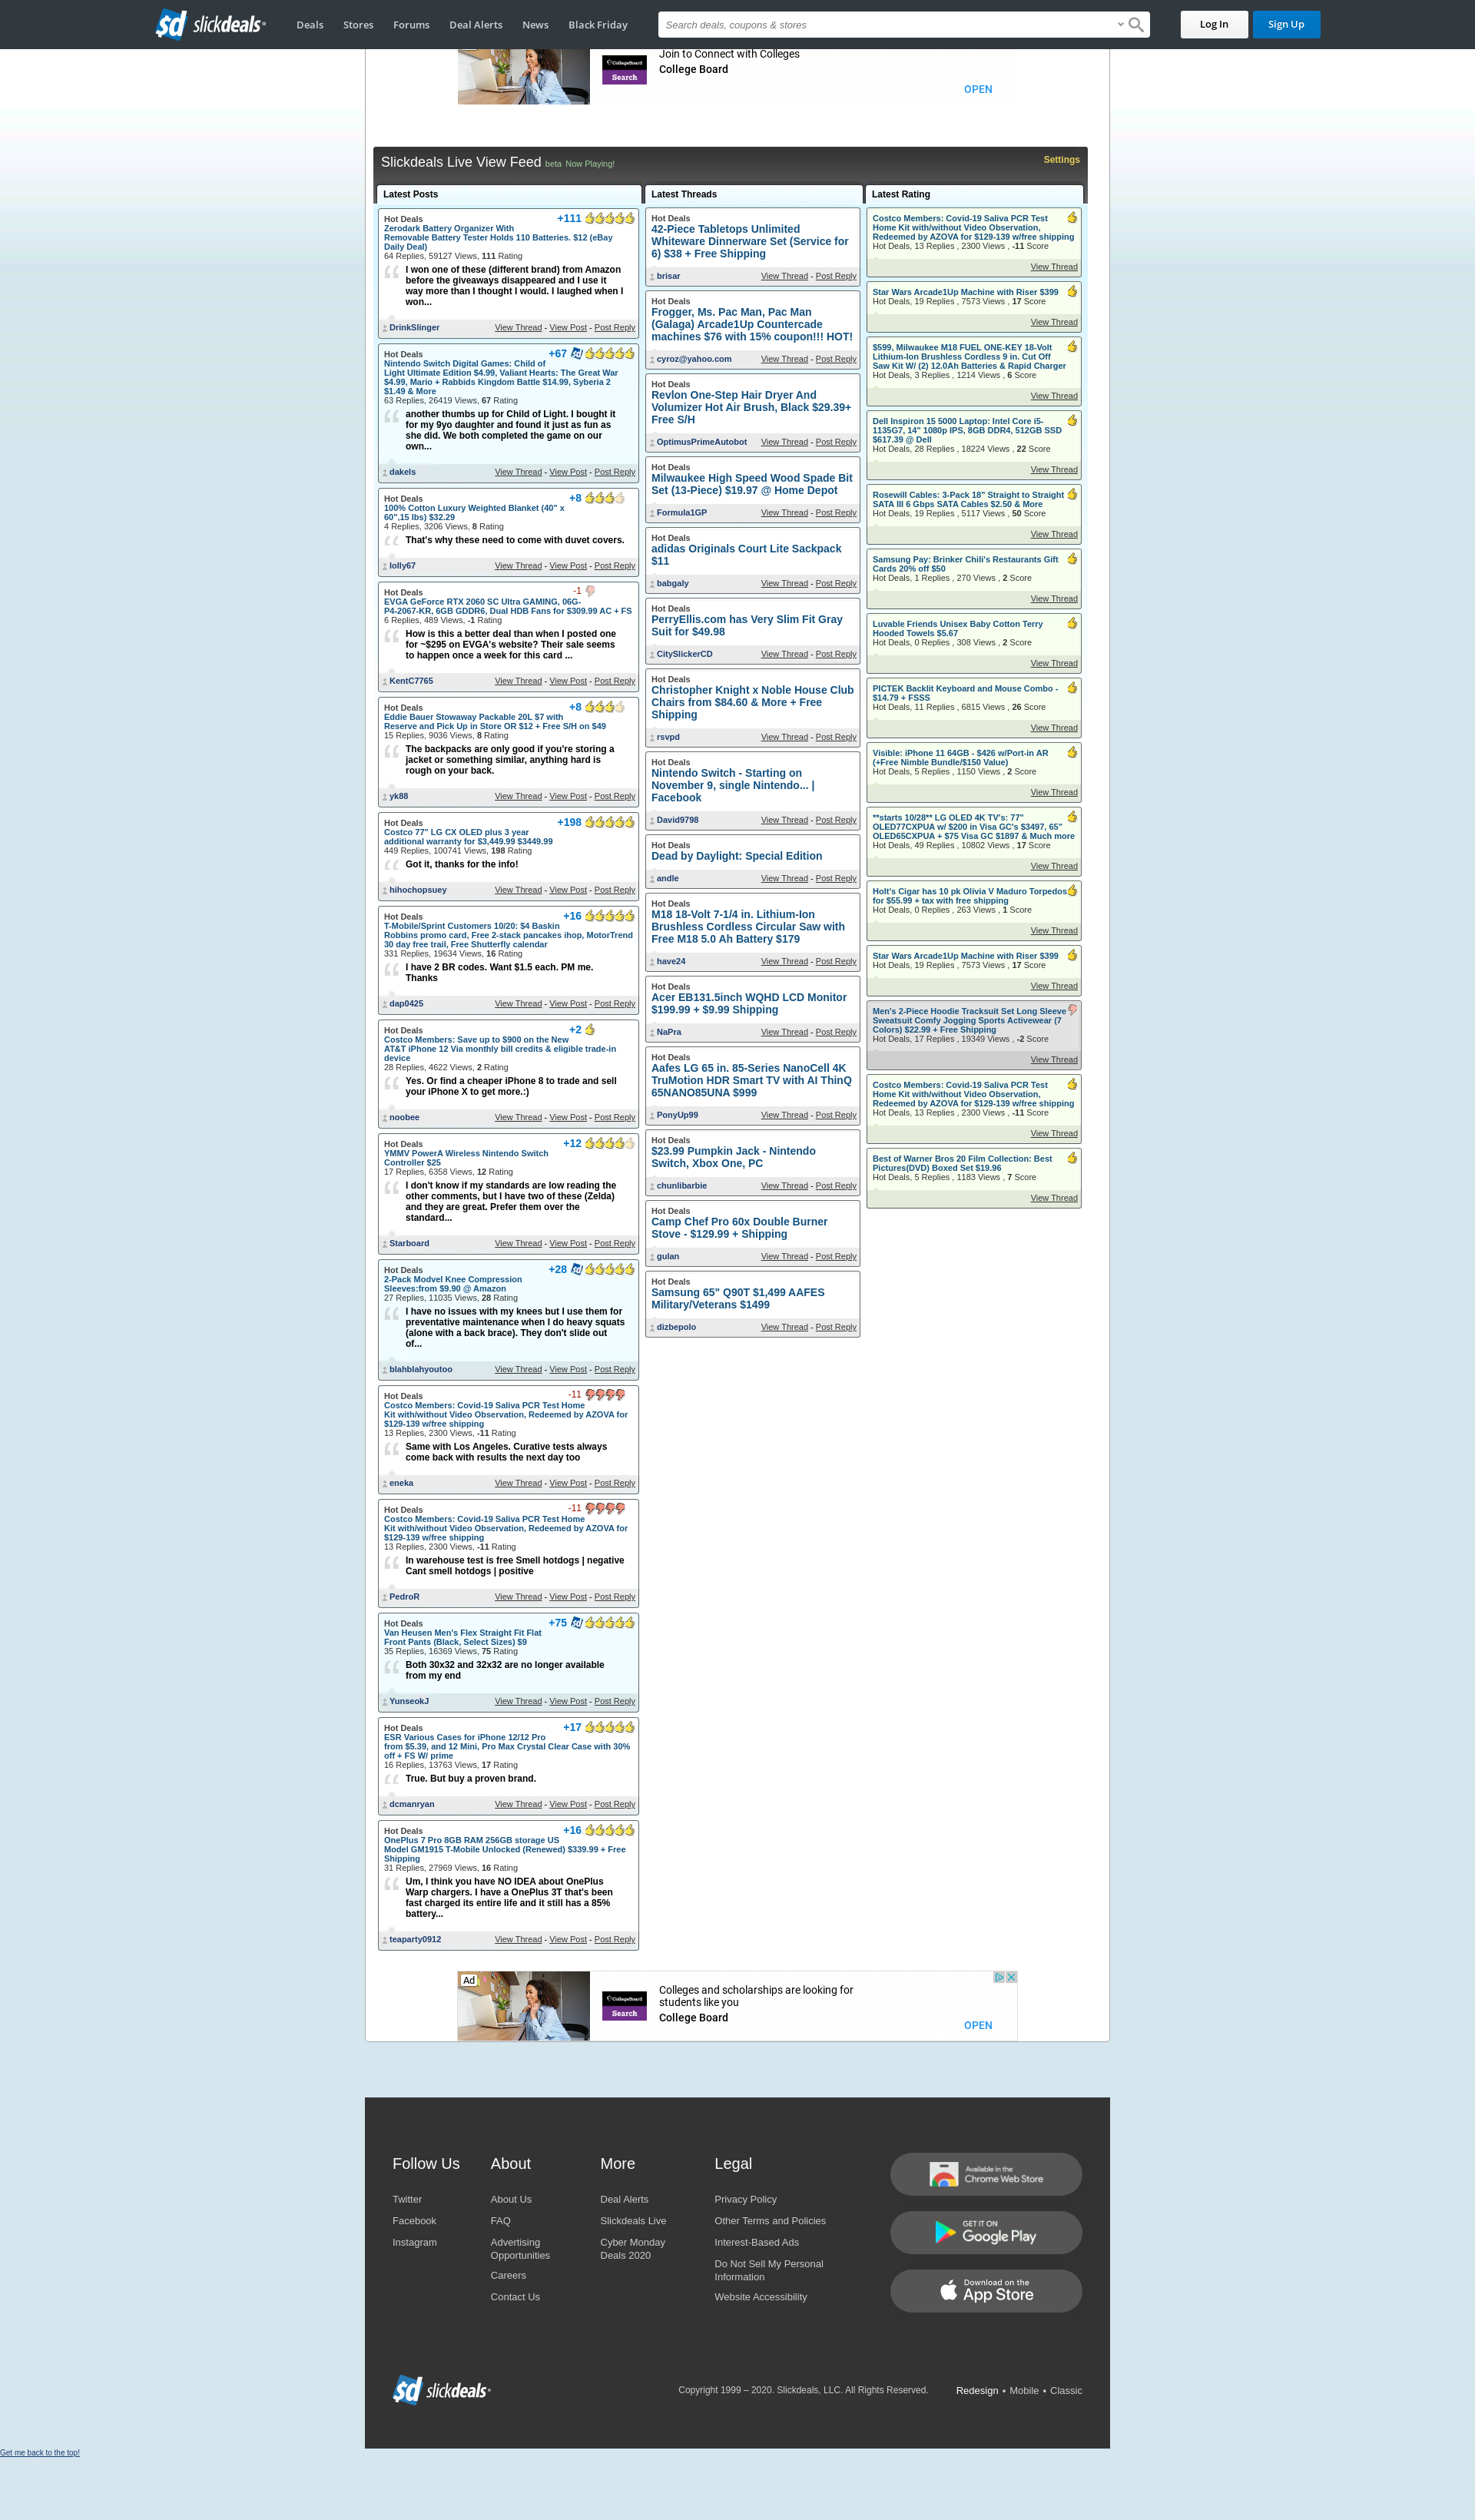 sd slickdeals
Deals
Stores
Forums
Deal Alerts
News
Black Friday
Search deals, coupons & stores
Log In
Sign Up
Join to Connect with Colleges
CollegeBoard
Search
College Board
OPEN
Slickdeals Live View Feed beta Now Playing!
Settings
Latest Posts
Hot Deals
+111
Zerodark Battery Organizer With
Removable Battery Tester Holds 110 Batteries. $12 (eBay
Daily Deal)
64 Replies, 59127 Views, 111 Rating
I won one of these (different brand) from Amazon
before the giveaways disappeared and I use it
way more than I thought I would. I laughed when I
won...
DrinkSlinger
View Thread - View Post - Post Reply
Hot Deals
+67
Nintendo Switch Digital Games: Child of
Light Ultimate Edition $4.99, Valiant Hearts: The Great War
$4.99, Mario + Rabbids Kingdom Battle $14.99, Syberia 2
$1.49 & More
63 Replies, 26419 Views, 67 Rating
another thumbs up for Child of Light. I bought it
for my 9yo daughter and found it just as fun as
she did. We both completed the game on our
own...
dakels
View Thread - View Post - Post Reply
Hot Deals
+8
100% Cotton Luxury Weighted Blanket (40" x
60",15 lbs) $32.29
4 Replies, 3206 Views, 8 Rating
That's why these need to come with duvet covers.
lolly67
View Thread - View Post - Post Reply
Hot Deals
-1
EVGA GeForce RTX 2060 SC Ultra GAMING, 06G-
P4-2067-KR, 6GB GDDR6, Dual HDB Fans for $309.99 AC + FS
6 Replies, 489 Views, -1 Rating
How is this a better deal than when I posted one
for ~$295 on EVGA's website? Their sale seems
to happen once a week for this card ...
KentC7765
View Thread - View Post - Post Reply
Hot Deals
+8
Eddie Bauer Stowaway Packable 20L $7 with
Reserve and Pick Up in Store OR $12 + Free S/H on $49
15 Replies, 9036 Views, 8 Rating
The backpacks are only good if you're storing a
jacket or something similar, anything hard is
rough on your back.
yk88
View Thread - View Post - Post Reply
Hot Deals
+198
Costco 77" LG CX OLED plus 3 year
additional warranty for $3,449.99 $3449.99
449 Replies, 100741 Views, 198 Rating
Got it, thanks for the info!
hihochopsuey
View Thread - View Post - Post Reply
Hot Deals
+16
T-Mobile/Sprint Customers 10/20: $4 Baskin
Robbins promo card, Free 2-stack pancakes ihop, MotorTrend
30 day free trail, Free Shutterfly calendar
331 Replies, 19634 Views, 16 Rating
I have 2 BR codes. Want $1.5 each. PM me.
Thanks
dap0425
View Thread - View Post - Post Reply
Hot Deals
+2
Costco Members: Save up to $900 on the New
AT&T iPhone 12 Via monthly bill credits & eligible trade-in
device
28 Replies, 4622 Views, 2 Rating
Yes. Or find a cheaper iPhone 8 to trade and sell
your iPhone X to get more.:)
noobee
View Thread - View Post - Post Reply
Hot Deals
+12
YMMV PowerA Wireless Nintendo Switch
Controller $25
17 Replies, 6358 Views, 12 Rating
I don't know if my standards are low reading the
other comments, but I have two of these (Zelda)
and they are great. Prefer them over the
standard...
Starboard
View Thread - View Post - Post Reply
Hot Deals
+28
2-Pack Modvel Knee Compression
Sleeves:from $9.90 @ Amazon
27 Replies, 11035 Views, 28 Rating
I have no issues with my knees but I use them for
preventative maintenance when I do heavy squats
(alone with a back brace). They don't slide out
of...
blahblahyoutoo
View Thread - View Post - Post Reply
Hot Deals
-11
Costco Members: Covid-19 Saliva PCR Test Home
Kit with/without Video Observation, Redeemed by AZOVA for
$129-139 w/free shipping
13 Replies, 2300 Views, -11 Rating
Same with Los Angeles. Curative tests always
come back with results the next day too
eneka
View Thread - View Post - Post Reply
Hot Deals
-11
Costco Members: Covid-19 Saliva PCR Test Home
Kit with/without Video Observation, Redeemed by AZOVA for
$129-139 w/free shipping
13 Replies, 2300 Views, -11 Rating
In warehouse test is free Smell hotdogs | negative
Cant smell hotdogs | positive
PedroR
View Thread - View Post - Post Reply
Hot Deals
+75
Van Heusen Men's Flex Straight Fit Flat
Front Pants (Black, Select Sizes) $9
35 Replies, 16369 Views, 75 Rating
Both 30x32 and 32x32 are no longer available
from my end
YunseokJ
View Thread - View Post - Post Reply
Hot Deals
+17
ESR Various Cases for iPhone 12/12 Pro
from $5.39, and 12 Mini, Pro Max Crystal Clear Case with 30%
off + FS W/ prime
16 Replies, 13763 Views, 17 Rating
True. But buy a proven brand.
dcmanryan
View Thread - View Post - Post Reply
Hot Deals
+16
OnePlus 7 Pro 8GB RAM 256GB storage US
Model GM1915 T-Mobile Unlocked (Renewed) $339.99 + Free
Shipping
31 Replies, 27969 Views, 16 Rating
Um, I think you have NO IDEA about OnePlus
Warp chargers. I have a OnePlus 3T that's been
fast charged its entire life and it still has a 85%
battery...
teaparty0912
View Thread - View Post - Post Reply
Latest Threads
Hot Deals
42-Piece Tabletops Unlimited
Whiteware Dinnerware Set (Service for
6) $38 + Free Shipping
brisar
View Thread - Post Reply
Hot Deals
Frogger, Ms. Pac Man, Pac Man
(Galaga) Arcade1Up Countercade
machines $76 with 15% coupon!!! HOT!
cyroz@yahoo.com
View Thread - Post Reply
Hot Deals
Revlon One-Step Hair Dryer And
Volumizer Hot Air Brush, Black $29.39+
Free S/H
OptimusPrimeAutobot
View Thread - Post Reply
Hot Deals
Milwaukee High Speed Wood Spade Bit
Set (13-Piece) $19.97 @ Home Depot
Formula1GP
View Thread - Post Reply
Hot Deals
adidas Originals Court Lite Sackpack
$11
babgaly
View Thread - Post Reply
Hot Deals
PerryEllis.com has Very Slim Fit Gray
Suit for $49.98
CitySlickerCD
View Thread - Post Reply
Hot Deals
Christopher Knight x Noble House Club
Chairs from $84.60 & More + Free
Shipping
rsvpd
View Thread - Post Reply
Hot Deals
Nintendo Switch - Starting on
November 9, single Nintendo... |
Facebook
David9798
View Thread - Post Reply
Hot Deals
Dead by Daylight: Special Edition
andle
View Thread - Post Reply
Hot Deals
M18 18-Volt 7-1/4 in. Lithium-Ion
Brushless Cordless Circular Saw with
Free M18 5.0 Ah Battery $179
have24
View Thread - Post Reply
Hot Deals
Acer EB131.5inch WQHD LCD Monitor
$199.99 + $9.99 Shipping
NaPra
View Thread - Post Reply
Hot Deals
Aafes LG 65 in. 85-Series NanoCell 4K
TruMotion HDR Smart TV with AI ThinQ
65NANO85UNA $999
PonyUp99
View Thread - Post Reply
Hot Deals
$23.99 Pumpkin Jack - Nintendo
Switch, Xbox One, PC
chunlibarbie
View Thread - Post Reply
Hot Deals
Camp Chef Pro 60x Double Burner
Stove - $129.99 + Shipping
gulan
View Thread - Post Reply
Hot Deals
Samsung 65" Q90T $1,499 AAFES
Military/Veterans $1499
dizbepolo
View Thread - Post Reply
Latest Rating
Costco Members: Covid-19 Saliva PCR Test
Home Kit with/without Video Observation,
Redeemed by AZOVA for $129-139 w/free shipping
Hot Deals, 13 Replies , 2300 Views , -11 Score
View Thread
Star Wars Arcade1Up Machine with Riser $399
Hot Deals, 19 Replies , 7573 Views , 17 Score
View Thread
$599, Milwaukee M18 FUEL ONE-KEY 18-Volt
Lithium-Ion Brushless Cordless 9 in. Cut Off
Saw Kit W/ (2) 12.0Ah Batteries & Rapid Charger
Hot Deals, 3 Replies , 1214 Views , 6 Score
View Thread
Dell Inspiron 15 5000 Laptop: Intel Core i5-
1135G7, 14" 1080p IPS, 8GB DDR4, 512GB SSD
$617.39 @ Dell
Hot Deals, 28 Replies , 18224 Views , 22 Score
View Thread
Rosewill Cables: 3-Pack 18" Straight to Straight
SATA III 6 Gbps SATA Cables $2.50 & More
Hot Deals, 19 Replies , 5117 Views , 50 Score
View Thread
Samsung Pay: Brinker Chili's Restaurants Gift
Cards 20% off $50
Hot Deals, 1 Replies , 270 Views , 2 Score
View Thread
Luvable Friends Unisex Baby Cotton Terry
Hooded Towels $5.67
Hot Deals, 0 Replies , 308 Views , 2 Score
View Thread
PICTEK Backlit Keyboard and Mouse Combo -
$14.79 + FSSS
Hot Deals, 11 Replies , 6815 Views , 26 Score
View Thread
Visible: iPhone 11 64GB - $426 w/Port-in AR
(+Free Nimble Bundle/$150 Value)
Hot Deals, 5 Replies , 1150 Views , 2 Score
View Thread
**starts 10/28** LG OLED 4K TV's: 77"
OLED77CXPUA w/ $200 in Visa GC's $3497, 65"
OLED65CXPUA + $75 Visa GC $1897 & Much more
Hot Deals, 49 Replies , 10802 Views , 17 Score
View Thread
Holt's Cigar has 10 pk Olivia V Maduro Torpedos
for $55.99 + tax with free shipping
Hot Deals, 0 Replies , 263 Views , 1 Score
View Thread
Star Wars Arcade1Up Machine with Riser $399
Hot Deals, 19 Replies , 7573 Views , 17 Score
View Thread
Men's 2-Piece Hoodie Tracksuit Set Long Sleeve
Sweatsuit Comfy Jogging Sports Activewear (7
Colors) $22.99 + Free Shipping
Hot Deals, 17 Replies , 19349 Views , -2 Score
View Thread
Costco Members: Covid-19 Saliva PCR Test
Home Kit with/without Video Observation,
Redeemed by AZOVA for $129-139 w/free shipping
Hot Deals, 13 Replies , 2300 Views , -11 Score
View Thread
Best of Warner Bros 20 Film Collection: Best
Pictures(DVD) Boxed Set $19.96
Hot Deals, 5 Replies , 1183 Views , 7 Score
View Thread
Ad
CollegeBoard
Search
Colleges and scholarships are looking for
students like you
College Board
OPEN
Follow Us
Twitter
Facebook
Instagram
About
About Us
FAQ
Advertising
Opportunities
Careers
Contact Us
More
Deal Alerts
Slickdeals Live
Cyber Monday
Deals 2020
Legal
Privacy Policy
Other Terms and Policies
Interest-Based Ads
Do Not Sell My Personal
Information
Website Accessibility
Available in the
Chrome Web Store
GET IT ON
Google Play
Download on the
App Store
sd slickdeals
Copyright 1999 – 2020. Slickdeals, LLC. All Rights Reserved.
Redesign • Mobile • Classic
Get me back to the top!